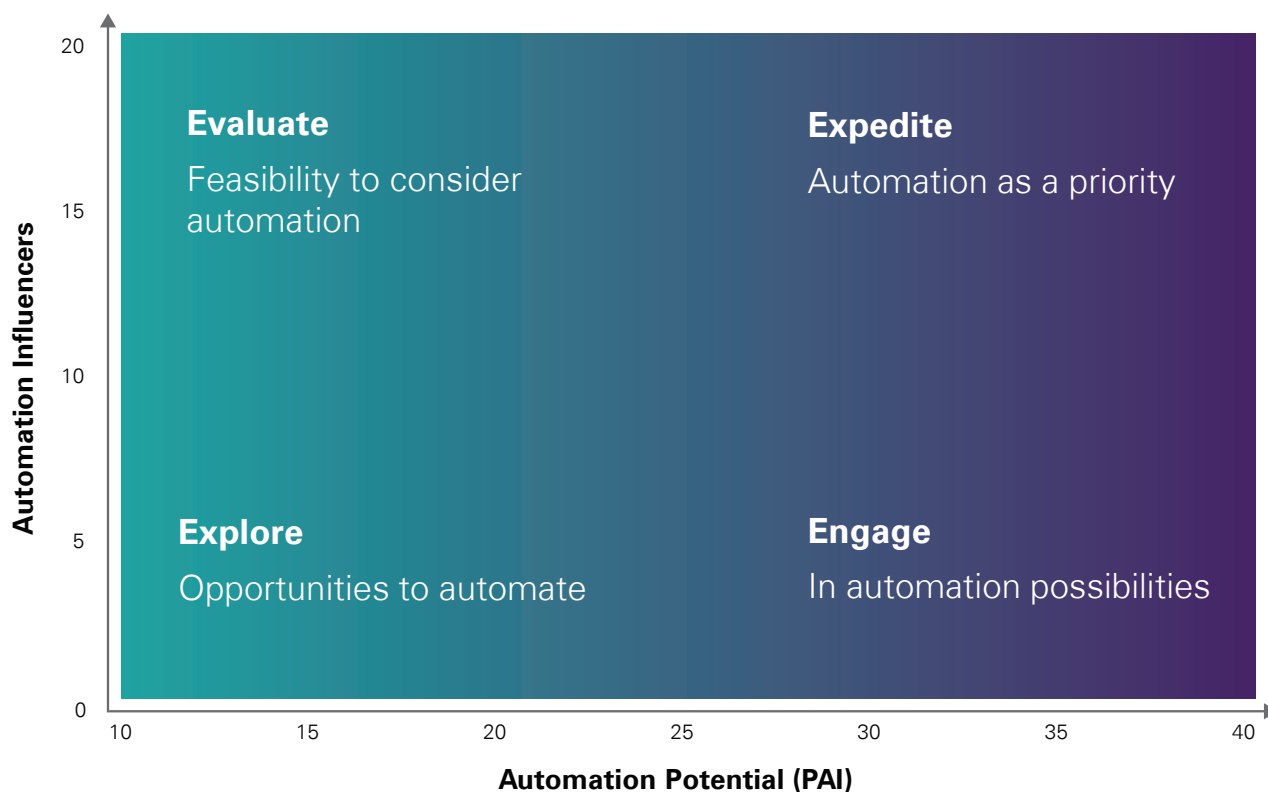 20
Evaluate
Feasibility to consider
automation
Expedite
Automation as a priority
15
Automation Influencers
10
5
Explore
Opportunities to automate
Engage
In automation possibilities
0
10
15
20
25
30
35
40
Automation Potential (PAI)